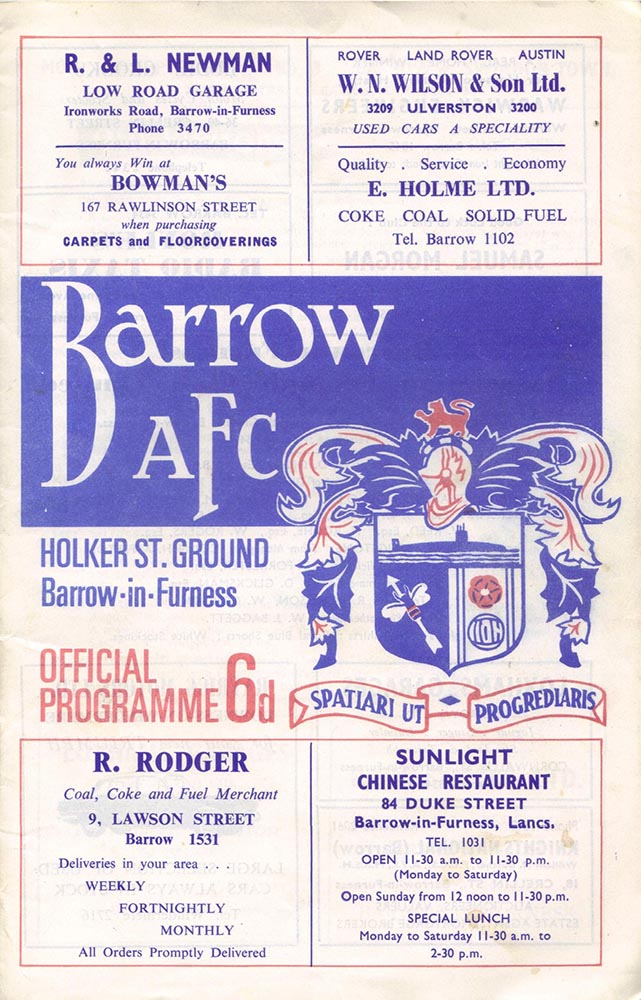 R. & L. NEWMAN
LOW ROAD GARAGE
Ironworks Road, Barrow-in-Furness
Phone 3470
You always Win at
BOWMAN'S
167 RAWLINSON STREET
when purchasing
CARPETS and FLOORCOVERINGS
ROVER LAND ROVER AUSTIN
W. N. WILSON & Son Ltd.
3209 ULVERSTON 3200
USED CARS A SPECIALITY
Quality . Service . Economy
E. HOLME LTD.
COKE COAL SOLID FUEL
Tel. Barrow 1102
Barrow
AFC
HOLKER ST. GROUND
Barrow-in-Furness
OFFICIAL
PROGRAMME 6d
SPATIARI UT PROGREDIARIS
R. RODGER
Coal, Coke and Fuel Merchant
9, LAWSON STREET
Barrow 1531
Deliveries in your area . . .
WEEKLY
FORTNIGHTLY
MONTHLY
All Orders Promptly Delivered
SUNLIGHT
CHINESE RESTAURANT
84 DUKE STREET
Barrow-in-Furness, Lancs.
TEL. 1031
OPEN 11-30 a.m. to 11-30 p.m.
(Monday to Saturday)
Open Sunday from 12 noon to 11-30 p.m.
SPECIAL LUNCH
Monday to Saturday 11-30 a.m. to
2-30 p.m.